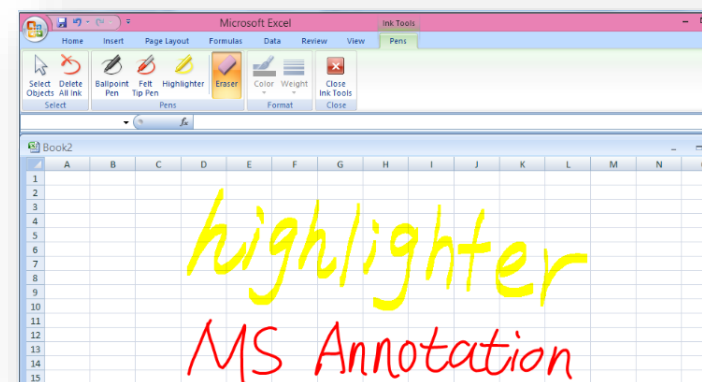 Microsoft Excel Ink Tools
Home Insert Page Layout Formulas Data Review View Pens
Select Objects Delete All Ink Ballpoint Pen Felt Tip Pen Highlighter Eraser Color Weight Close Ink Tools
Select Pens Format Close
fx
Book2
A B C D E F G H I J K L M N
1
2
3
4
5
6
7
8
9
10
11
12
13
14
15
highlighter
MS Annotation